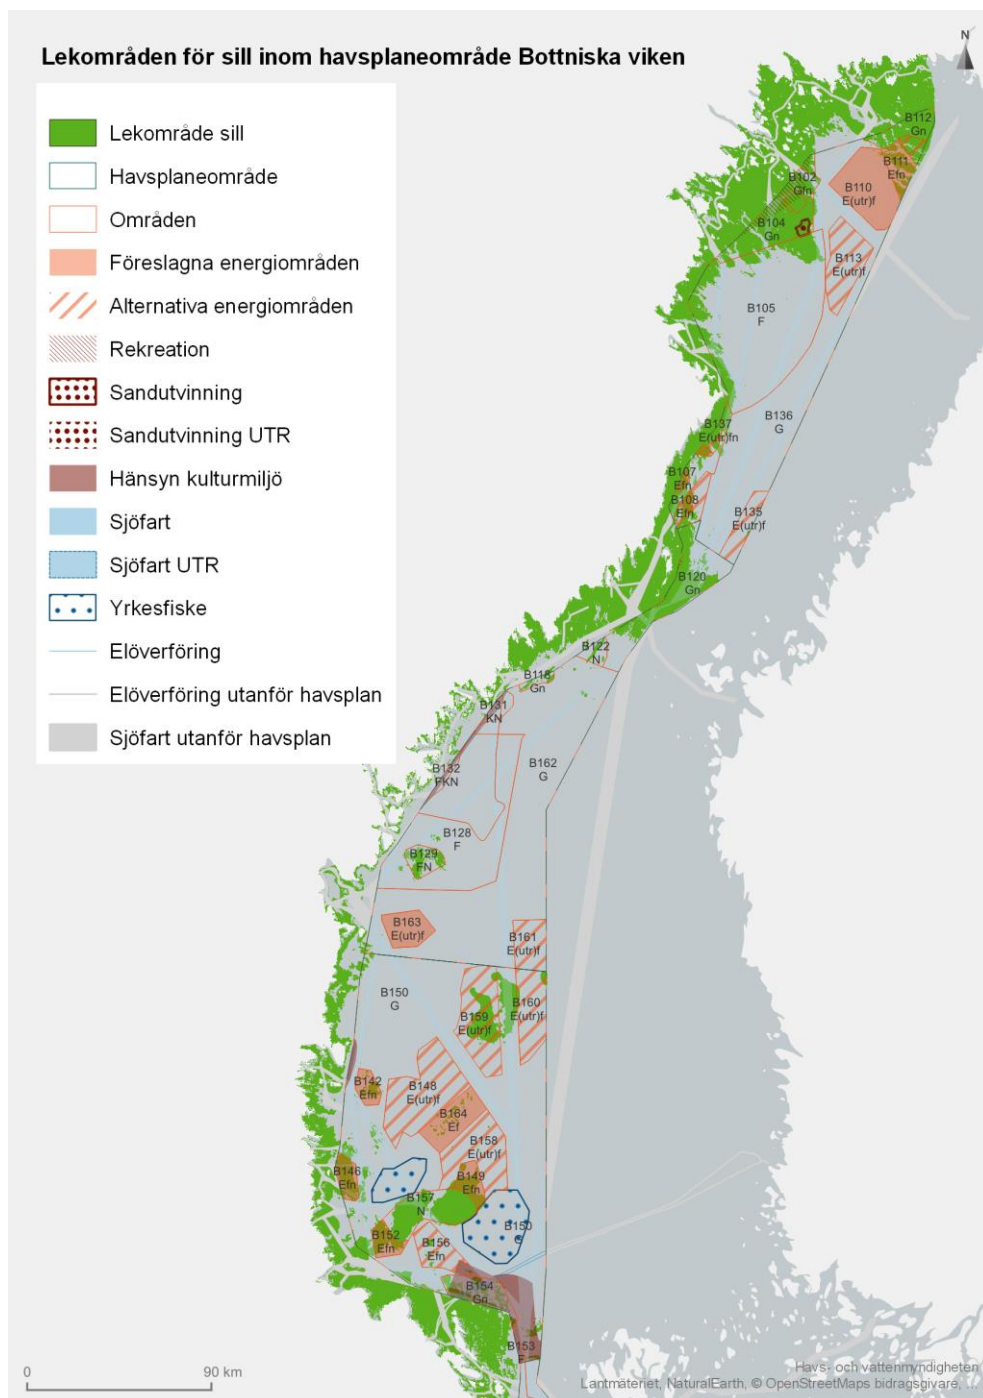 Lekområden för sill inom havsplaneområde Bottniska viken
N
Lekområde sill
Havsplaneområde
Områden
Föreslagna energiområden
Alternativa energiområden
Rekreation
Sandutvinning
Sandutvinning UTR
Hänsyn kulturmiljö
Sjöfart
Sjöfart UTR
Yrkesfiske
Elöverföring
Elöverföring utanför havsplan
Sjöfart utanför havsplan
B112
Gn
B111
Efn
B102
Gfn
B110
E(utr)f
B104
Gn
B113
E(utr)f
B105
F
B136
G
B137
E(utr)fn
B107
Efn
B108
Efn
B135
E(utr)f
B120
Gn
B122
N
B118
Gn
B131
KN
B132
FKN
B162
G
B128
F
B129
FN
B163
E(utr)f
B161
E(utr)f
B150
G
B160
E(utr)f
B159
E(utr)f
B142
Efn
B148
E(utr)f
B164
Ef
B158
E(utr)f
B146
Efn
B149
Efn
B157
N
B150
G
B152
Efn
B156
Efn
B154
Gn
B153
F
0 90 km
Havs- och vattenmyndigheten
Lantmäteriet, NaturalEarth, © OpenStreetMaps bidragsgivare, ...